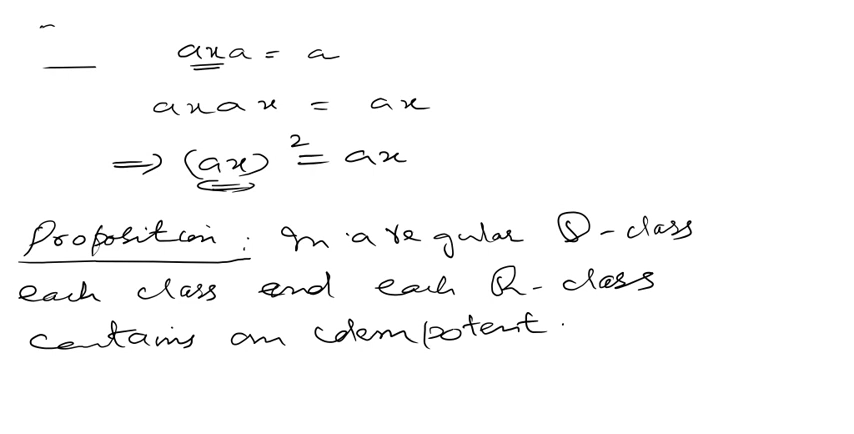 axa = a
axax = ax
⇒ (ax)² = ax
Proposition: In a regular D-class
each class and each R-class
contains an idempotent.